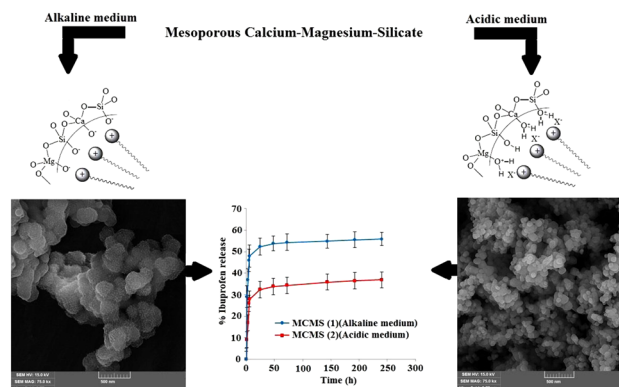 Alkaline medium
Mesoporous Calcium-Magnesium-Silicate
Acidic medium
% Ibuprofen release
70
60
50
40
30
20
10
0
0 50 100 150 200 250 300
Time (h)
MCMS (1)(Alkaline medium)
MCMS (2)(Acidic medium)
SEM HV: 15.0 kV
SEM MAG: 75.0 kx
500 nm
SEM HV: 15.0 kV
SEM MAG: 75.0 kx
500 nm